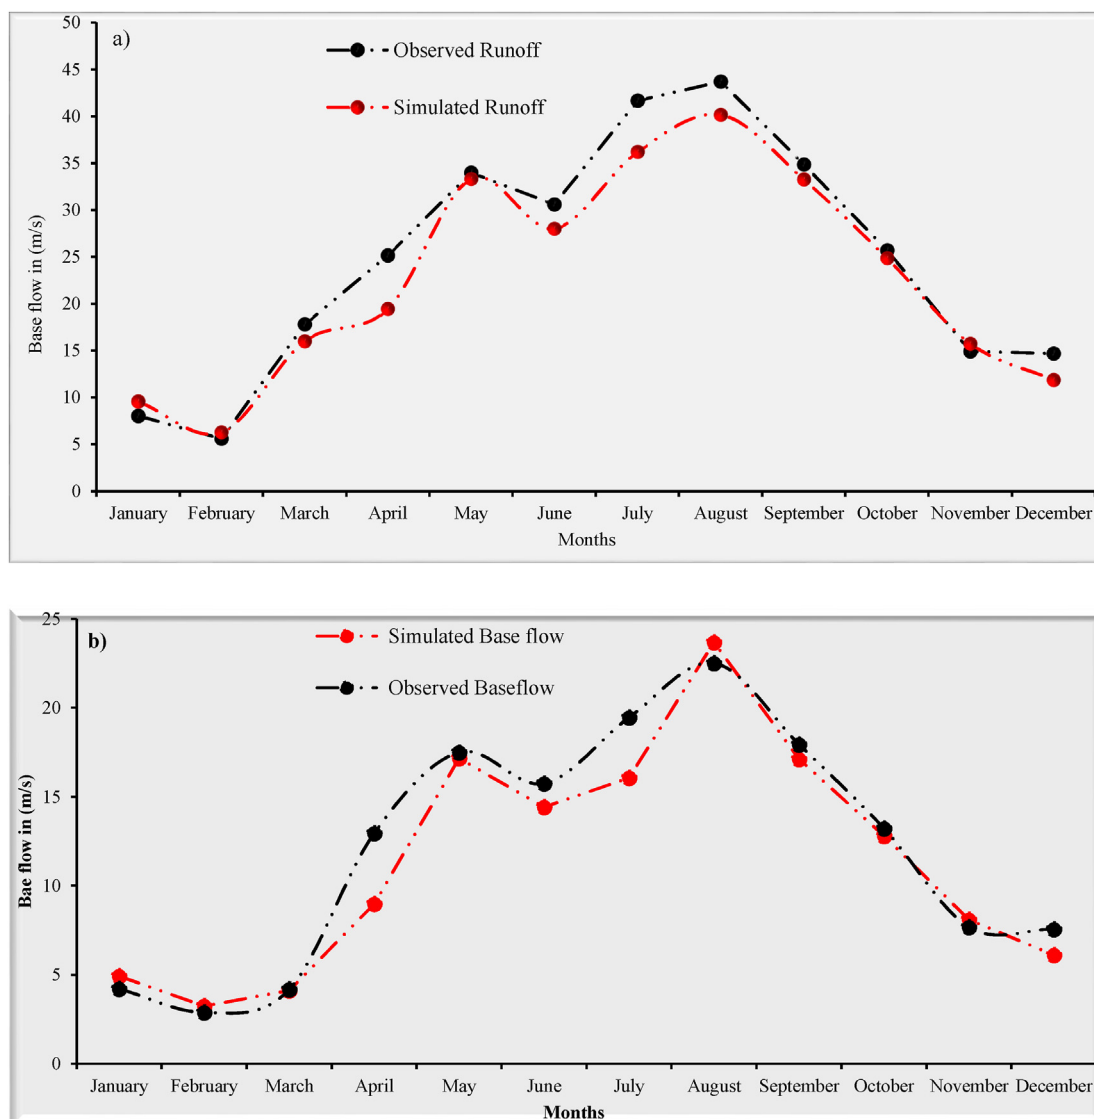 a)
Observed Runoff
Simulated Runoff
Base flow in (m/s)
50
45
40
35
30
25
20
15
10
5
0
January February March April May June July August September October November December
Months
b)
Simulated Base flow
Observed Baseflow
Bae flow in (m/s)
25
20
15
10
5
0
January February March April May June July August September October November December
Months